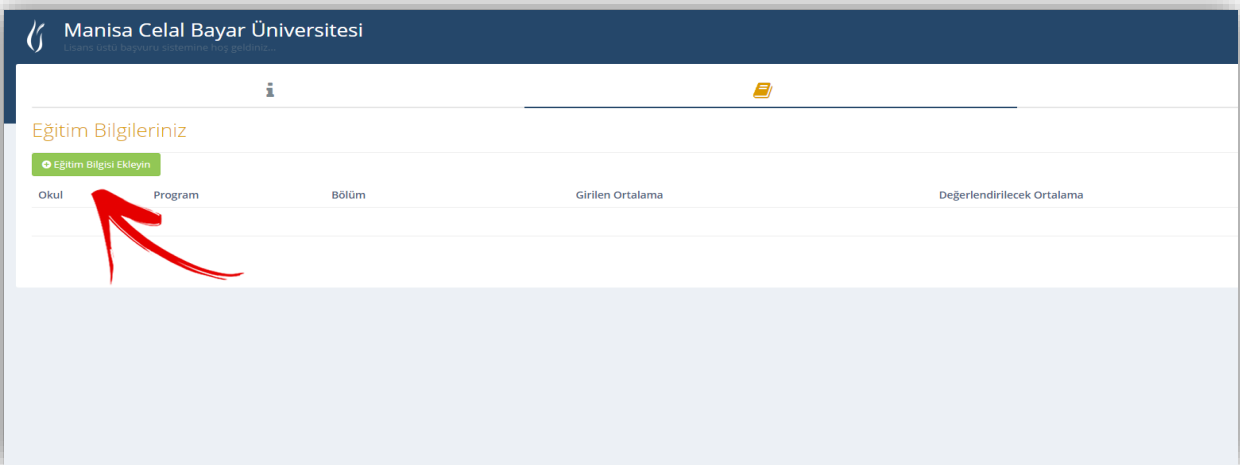 Manisa Celal Bayar Üniversitesi
Lisans üstü başvuru sistemine hoş geldiniz...
Eğitim Bilgileriniz
Eğitim Bilgisi Ekleyin
Okul Program Bölüm Girilen Ortalama Değerlendirilecek Ortalama